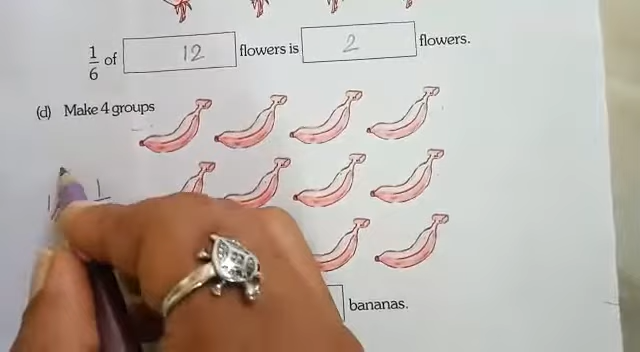 1/6 of 12 flowers is 2 flowers.
(d) Make 4 groups
1
bananas.